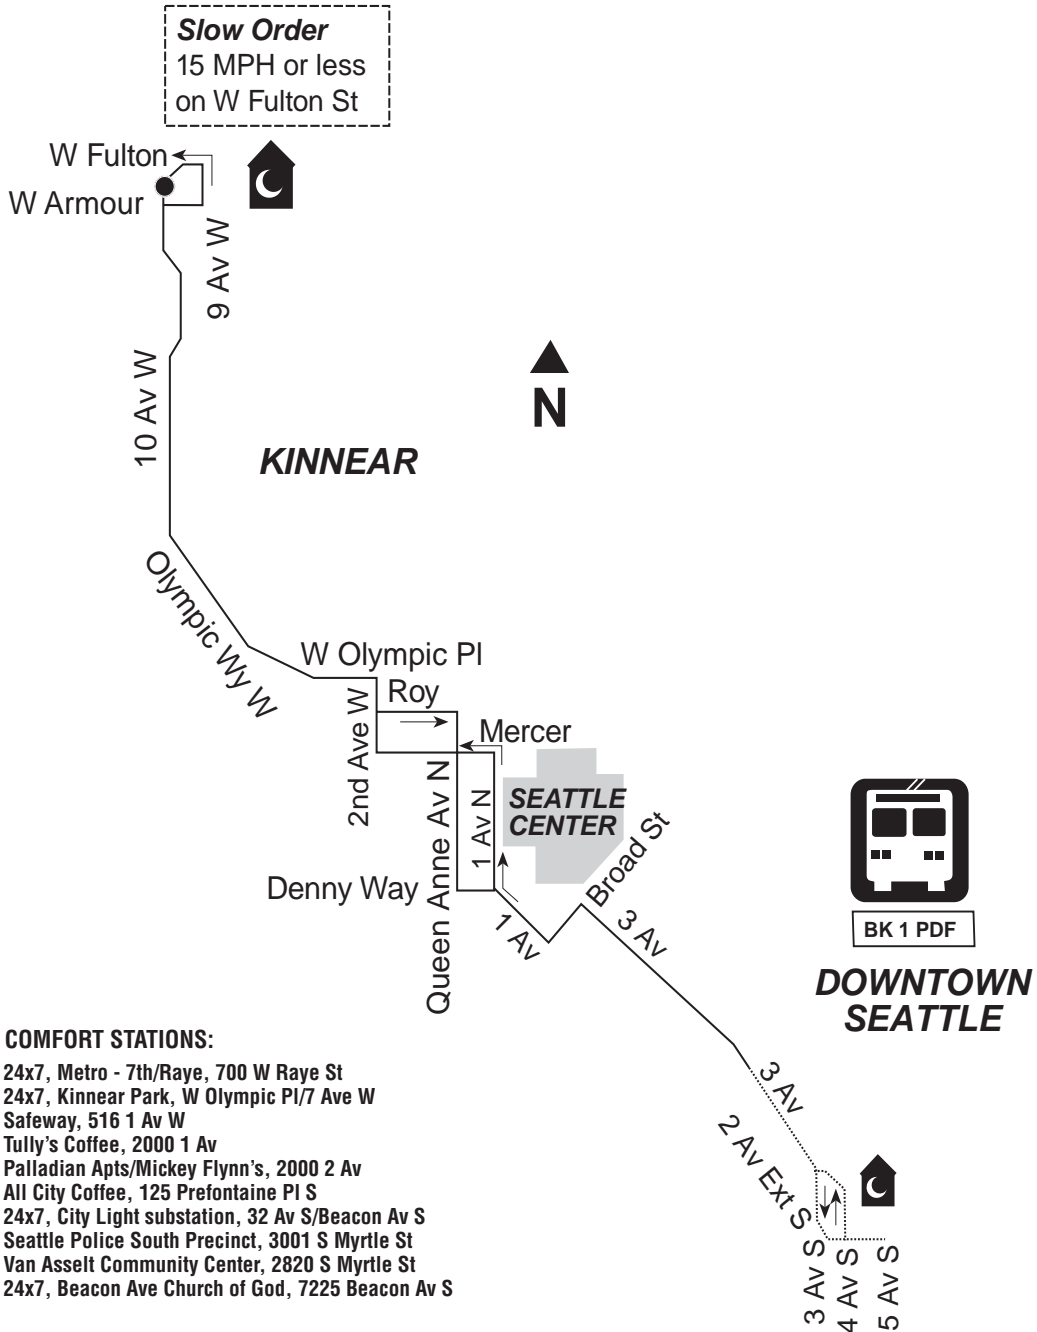 Slow Order
15 MPH or less
on W Fulton St
W Fulton
W Armour
9 Av W
10 Av W
N
KINNEAR
Olympic Wy W
W Olympic Pl
Roy
2nd Ave W
Mercer
Queen Anne Av N
1 Av N
SEATTLE
CENTER
Broad St
Denny Way
1 Av
3 Av
BK 1 PDF
DOWNTOWN
SEATTLE
3 Av
2 Av Ext S
3 Av S
4 Av S
5 Av S
COMFORT STATIONS:
24x7, Metro - 7th/Raye, 700 W Raye St
24x7, Kinnear Park, W Olympic Pl/7 Ave W
Safeway, 516 1 Av W
Tully’s Coffee, 2000 1 Av
Palladian Apts/Mickey Flynn’s, 2000 2 Av
All City Coffee, 125 Prefontaine Pl S
24x7, City Light substation, 32 Av S/Beacon Av S
Seattle Police South Precinct, 3001 S Myrtle St
Van Asselt Community Center, 2820 S Myrtle St
24x7, Beacon Ave Church of God, 7225 Beacon Av S